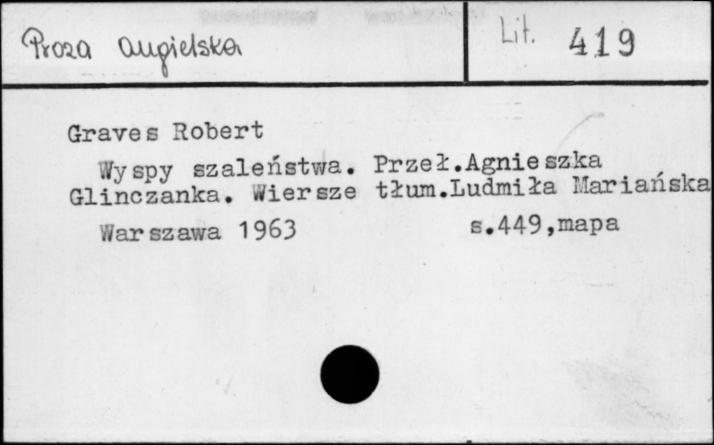 Proza angielska
Lit. 419
Graves Robert
Wyspy szaleństwa. Przeł.Agnieszka
Glinczanka. Wiersze tłum.Ludmiła Mariańska
Warszawa 1963 s.449,mapa